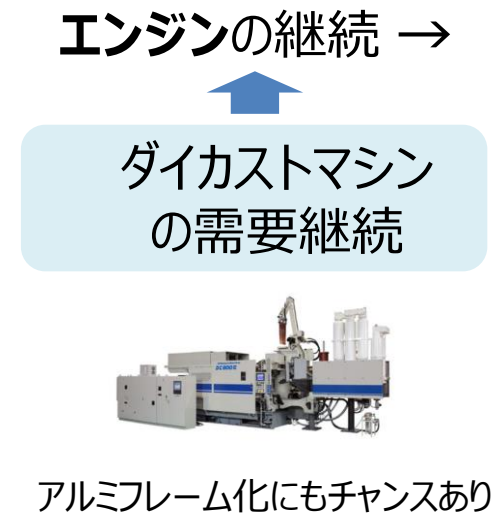 エンジンの継続 →
ダイカストマシン
の需要継続
アルミフレーム化にもチャンスあり